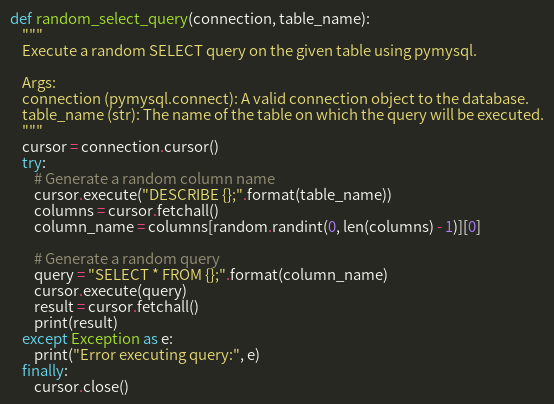 def random_select_query(connection, table_name):
"""
Execute a random SELECT query on the given table using pymysql.
Args:
connection (pymysql.connect): A valid connection object to the database.
table_name (str): The name of the table on which the query will be executed.
"""
cursor = connection.cursor()
try:
# Generate a random column name
cursor.execute("DESCRIBE {};".format(table_name))
columns = cursor.fetchall()
column_name = columns[random.randint(0, len(columns) - 1)][0]
# Generate a random query
query = "SELECT * FROM {};".format(column_name)
cursor.execute(query)
result = cursor.fetchall()
print(result)
except Exception as e:
print("Error executing query:", e)
finally:
cursor.close()